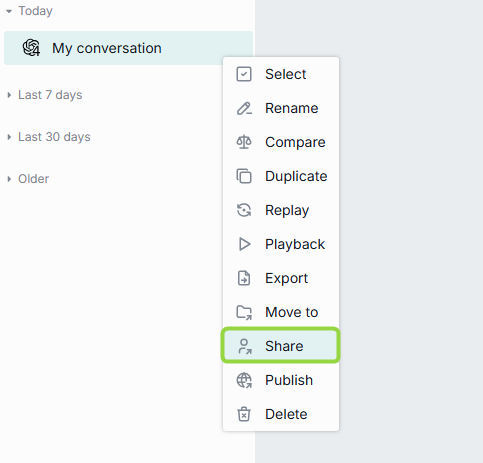 Today
My conversation
Last 7 days
Last 30 days
Older
Select
Rename
Compare
Duplicate
Replay
Playback
Export
Move to
Share
Publish
Delete